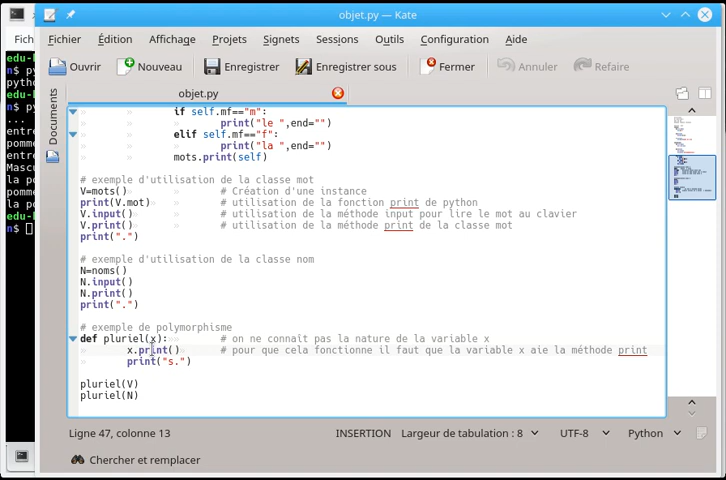 objet.py — Kate
Fichier Édition Affichage Projets Signets Sessions Outils Configuration Aide
Ouvrir Nouveau Enregistrer Enregistrer sous Fermer Annuler Refaire
Documents
objet.py
if self.mf=="m":
print("le ",end="")
elif self.mf=="f":
print("la ",end="")
mots.print(self)
# exemple d'utilisation de la classe mot
V=mots() # Création d'une instance
print(V.mot) # utilisation de la fonction print de python
V.input() # utilisation de la méthode input pour lire le mot au clavier
V.print() # utilisation de la méthode print de la classe mot
print(".")
# exemple d'utilisation de la classe nom
N=noms()
N.input()
N.print()
print(".")
# exemple de polymorphisme
def pluriel(x): # on ne connaît pas la nature de la variable x
x.print() # pour que cela fonctionne il faut que la variable x aie la méthode print
print("s.")
pluriel(V)
pluriel(N)
Ligne 47, colonne 13 INSERTION Largeur de tabulation : 8 UTF-8 Python
Chercher et remplacer